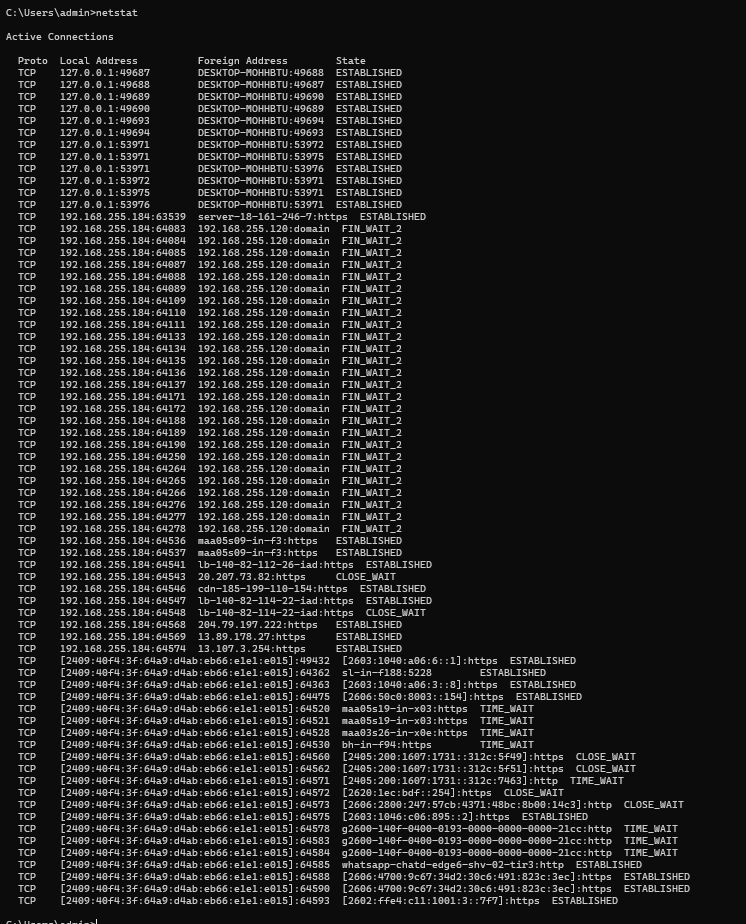 C:\Users\admin>netstat
Active Connections
Proto  Local Address          Foreign Address        State
TCP    127.0.0.1:49687        DESKTOP-MOHHBTU:49688  ESTABLISHED
TCP    127.0.0.1:49688        DESKTOP-MOHHBTU:49687  ESTABLISHED
TCP    127.0.0.1:49689        DESKTOP-MOHHBTU:49690  ESTABLISHED
TCP    127.0.0.1:49690        DESKTOP-MOHHBTU:49689  ESTABLISHED
TCP    127.0.0.1:49693        DESKTOP-MOHHBTU:49694  ESTABLISHED
TCP    127.0.0.1:49694        DESKTOP-MOHHBTU:49693  ESTABLISHED
TCP    127.0.0.1:53971        DESKTOP-MOHHBTU:53972  ESTABLISHED
TCP    127.0.0.1:53971        DESKTOP-MOHHBTU:53975  ESTABLISHED
TCP    127.0.0.1:53971        DESKTOP-MOHHBTU:53976  ESTABLISHED
TCP    127.0.0.1:53972        DESKTOP-MOHHBTU:53971  ESTABLISHED
TCP    127.0.0.1:53975        DESKTOP-MOHHBTU:53971  ESTABLISHED
TCP    127.0.0.1:53976        DESKTOP-MOHHBTU:53971  ESTABLISHED
TCP    192.168.255.184:63539  server-18-161-246-7:https  ESTABLISHED
TCP    192.168.255.184:64083  192.168.255.120:domain  FIN_WAIT_2
TCP    192.168.255.184:64084  192.168.255.120:domain  FIN_WAIT_2
TCP    192.168.255.184:64085  192.168.255.120:domain  FIN_WAIT_2
TCP    192.168.255.184:64087  192.168.255.120:domain  FIN_WAIT_2
TCP    192.168.255.184:64088  192.168.255.120:domain  FIN_WAIT_2
TCP    192.168.255.184:64089  192.168.255.120:domain  FIN_WAIT_2
TCP    192.168.255.184:64109  192.168.255.120:domain  FIN_WAIT_2
TCP    192.168.255.184:64110  192.168.255.120:domain  FIN_WAIT_2
TCP    192.168.255.184:64111  192.168.255.120:domain  FIN_WAIT_2
TCP    192.168.255.184:64133  192.168.255.120:domain  FIN_WAIT_2
TCP    192.168.255.184:64134  192.168.255.120:domain  FIN_WAIT_2
TCP    192.168.255.184:64135  192.168.255.120:domain  FIN_WAIT_2
TCP    192.168.255.184:64136  192.168.255.120:domain  FIN_WAIT_2
TCP    192.168.255.184:64137  192.168.255.120:domain  FIN_WAIT_2
TCP    192.168.255.184:64171  192.168.255.120:domain  FIN_WAIT_2
TCP    192.168.255.184:64172  192.168.255.120:domain  FIN_WAIT_2
TCP    192.168.255.184:64188  192.168.255.120:domain  FIN_WAIT_2
TCP    192.168.255.184:64189  192.168.255.120:domain  FIN_WAIT_2
TCP    192.168.255.184:64190  192.168.255.120:domain  FIN_WAIT_2
TCP    192.168.255.184:64250  192.168.255.120:domain  FIN_WAIT_2
TCP    192.168.255.184:64264  192.168.255.120:domain  FIN_WAIT_2
TCP    192.168.255.184:64265  192.168.255.120:domain  FIN_WAIT_2
TCP    192.168.255.184:64266  192.168.255.120:domain  FIN_WAIT_2
TCP    192.168.255.184:64276  192.168.255.120:domain  FIN_WAIT_2
TCP    192.168.255.184:64277  192.168.255.120:domain  FIN_WAIT_2
TCP    192.168.255.184:64278  192.168.255.120:domain  FIN_WAIT_2
TCP    192.168.255.184:64536  maa05s09-in-f3:https   ESTABLISHED
TCP    192.168.255.184:64537  maa05s09-in-f3:https   ESTABLISHED
TCP    192.168.255.184:64541  lb-140-82-112-26-iad:https  ESTABLISHED
TCP    192.168.255.184:64543  20.207.73.82:https     CLOSE_WAIT
TCP    192.168.255.184:64546  cdn-185-199-110-154:https  ESTABLISHED
TCP    192.168.255.184:64547  lb-140-82-114-22-iad:https  ESTABLISHED
TCP    192.168.255.184:64548  lb-140-82-114-22-iad:https  CLOSE_WAIT
TCP    192.168.255.184:64568  204.79.197.222:https   ESTABLISHED
TCP    192.168.255.184:64569  13.89.178.27:https     ESTABLISHED
TCP    192.168.255.184:64574  13.107.3.254:https     ESTABLISHED
TCP    [2409:40f4:3f:64a9:d4ab:eb66:e1e1:e015]:49432  [2603:1040:a06:6::1]:https  ESTABLISHED
TCP    [2409:40f4:3f:64a9:d4ab:eb66:e1e1:e015]:64362  sl-in-f188:5228        ESTABLISHED
TCP    [2409:40f4:3f:64a9:d4ab:eb66:e1e1:e015]:64363  [2603:1040:a06:3::8]:https  ESTABLISHED
TCP    [2409:40f4:3f:64a9:d4ab:eb66:e1e1:e015]:64475  [2606:50c0:8003::154]:https  ESTABLISHED
TCP    [2409:40f4:3f:64a9:d4ab:eb66:e1e1:e015]:64520  maa05s19-in-x03:https  TIME_WAIT
TCP    [2409:40f4:3f:64a9:d4ab:eb66:e1e1:e015]:64521  maa05s19-in-x03:https  TIME_WAIT
TCP    [2409:40f4:3f:64a9:d4ab:eb66:e1e1:e015]:64528  maa03s26-in-x0e:https  TIME_WAIT
TCP    [2409:40f4:3f:64a9:d4ab:eb66:e1e1:e015]:64530  bh-in-f94:https        TIME_WAIT
TCP    [2409:40f4:3f:64a9:d4ab:eb66:e1e1:e015]:64560  [2405:200:1607:1731::312c:5f49]:https  CLOSE_WAIT
TCP    [2409:40f4:3f:64a9:d4ab:eb66:e1e1:e015]:64562  [2405:200:1607:1731::312c:5f51]:https  CLOSE_WAIT
TCP    [2409:40f4:3f:64a9:d4ab:eb66:e1e1:e015]:64571  [2405:200:1607:1731::312c:7463]:http  TIME_WAIT
TCP    [2409:40f4:3f:64a9:d4ab:eb66:e1e1:e015]:64572  [2620:1ec:bdf::254]:https  CLOSE_WAIT
TCP    [2409:40f4:3f:64a9:d4ab:eb66:e1e1:e015]:64573  [2606:2800:247:57cb:4371:48bc:8b00:14c3]:http  CLOSE_WAIT
TCP    [2409:40f4:3f:64a9:d4ab:eb66:e1e1:e015]:64575  [2603:1046:c06:895::2]:https  ESTABLISHED
TCP    [2409:40f4:3f:64a9:d4ab:eb66:e1e1:e015]:64578  g2600-140f-0400-0193-0000-0000-0000-21cc:http  TIME_WAIT
TCP    [2409:40f4:3f:64a9:d4ab:eb66:e1e1:e015]:64583  g2600-140f-0400-0193-0000-0000-0000-21cc:http  TIME_WAIT
TCP    [2409:40f4:3f:64a9:d4ab:eb66:e1e1:e015]:64584  g2600-140f-0400-0193-0000-0000-0000-21cc:http  TIME_WAIT
TCP    [2409:40f4:3f:64a9:d4ab:eb66:e1e1:e015]:64585  whatsapp-chatd-edge6-shv-02-tir3:http  ESTABLISHED
TCP    [2409:40f4:3f:64a9:d4ab:eb66:e1e1:e015]:64588  [2606:4700:9c67:34d2:30c6:491:823c:3ec]:https  ESTABLISHED
TCP    [2409:40f4:3f:64a9:d4ab:eb66:e1e1:e015]:64590  [2606:4700:9c67:34d2:30c6:491:823c:3ec]:https  ESTABLISHED
TCP    [2409:40f4:3f:64a9:d4ab:eb66:e1e1:e015]:64593  [2602:ffe4:c11:1001:3::7f7]:https  ESTABLISHED
C:\Users\admin>